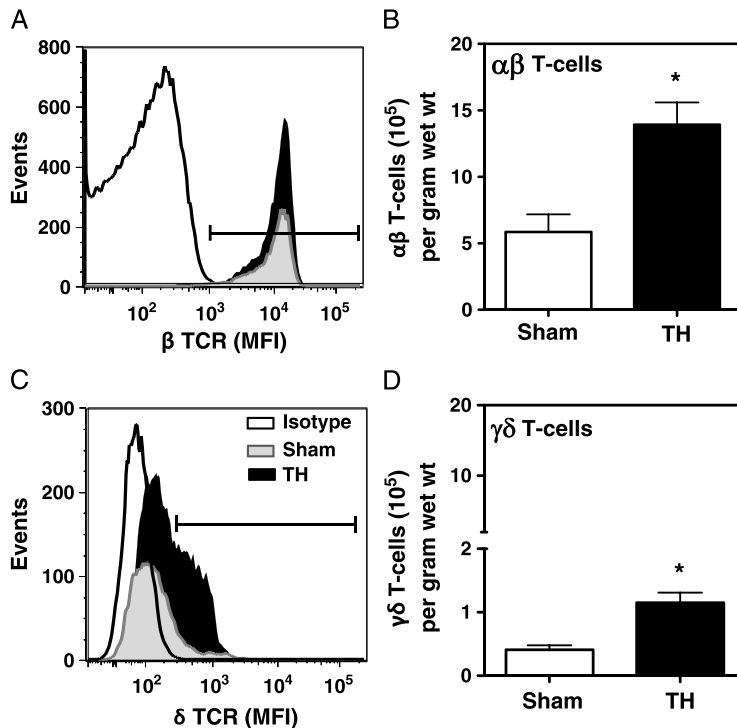 A
800
600
400
200
0
Events
10²
10³
10⁴
10⁵
β TCR (MFI)
B
αβ T-cells
20
15
10
5
0
αβ T-cells (10⁵)
per gram wet wt
*
Sham
TH
C
300
200
100
0
Events
Isotype
Sham
TH
10²
10³
10⁴
10⁵
δ TCR (MFI)
D
γδ T-cells
20
10
2
1
0
γδ T-cells (10⁵)
per gram wet wt
*
Sham
TH